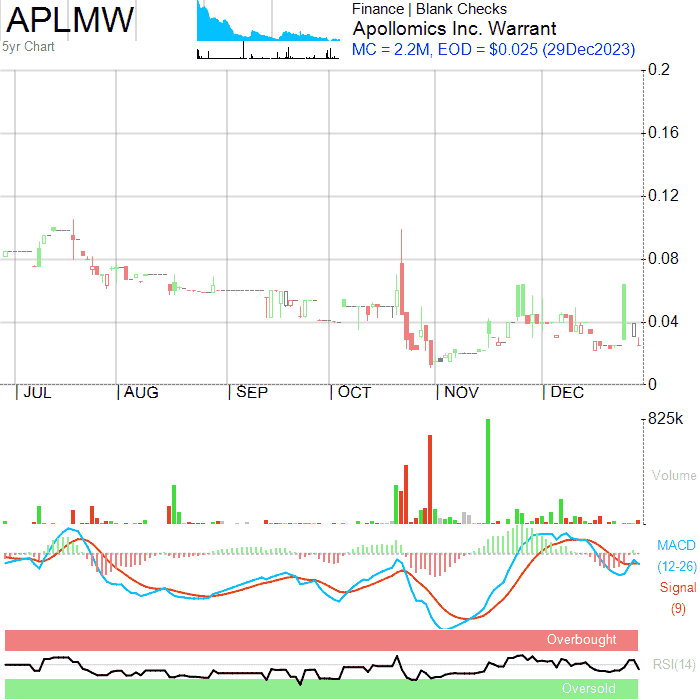 APLMW
5yr Chart
Finance | Blank Checks
Apollomics Inc. Warrant
MC = 2.2M, EOD = $0.025 (29Dec2023)
0.2
0.16
0.12
0.08
0.04
0
JUL AUG SEP OCT NOV DEC
825k
Volume
MACD
(12-26)
Signal
(9)
Overbought
RSI(14)
Oversold